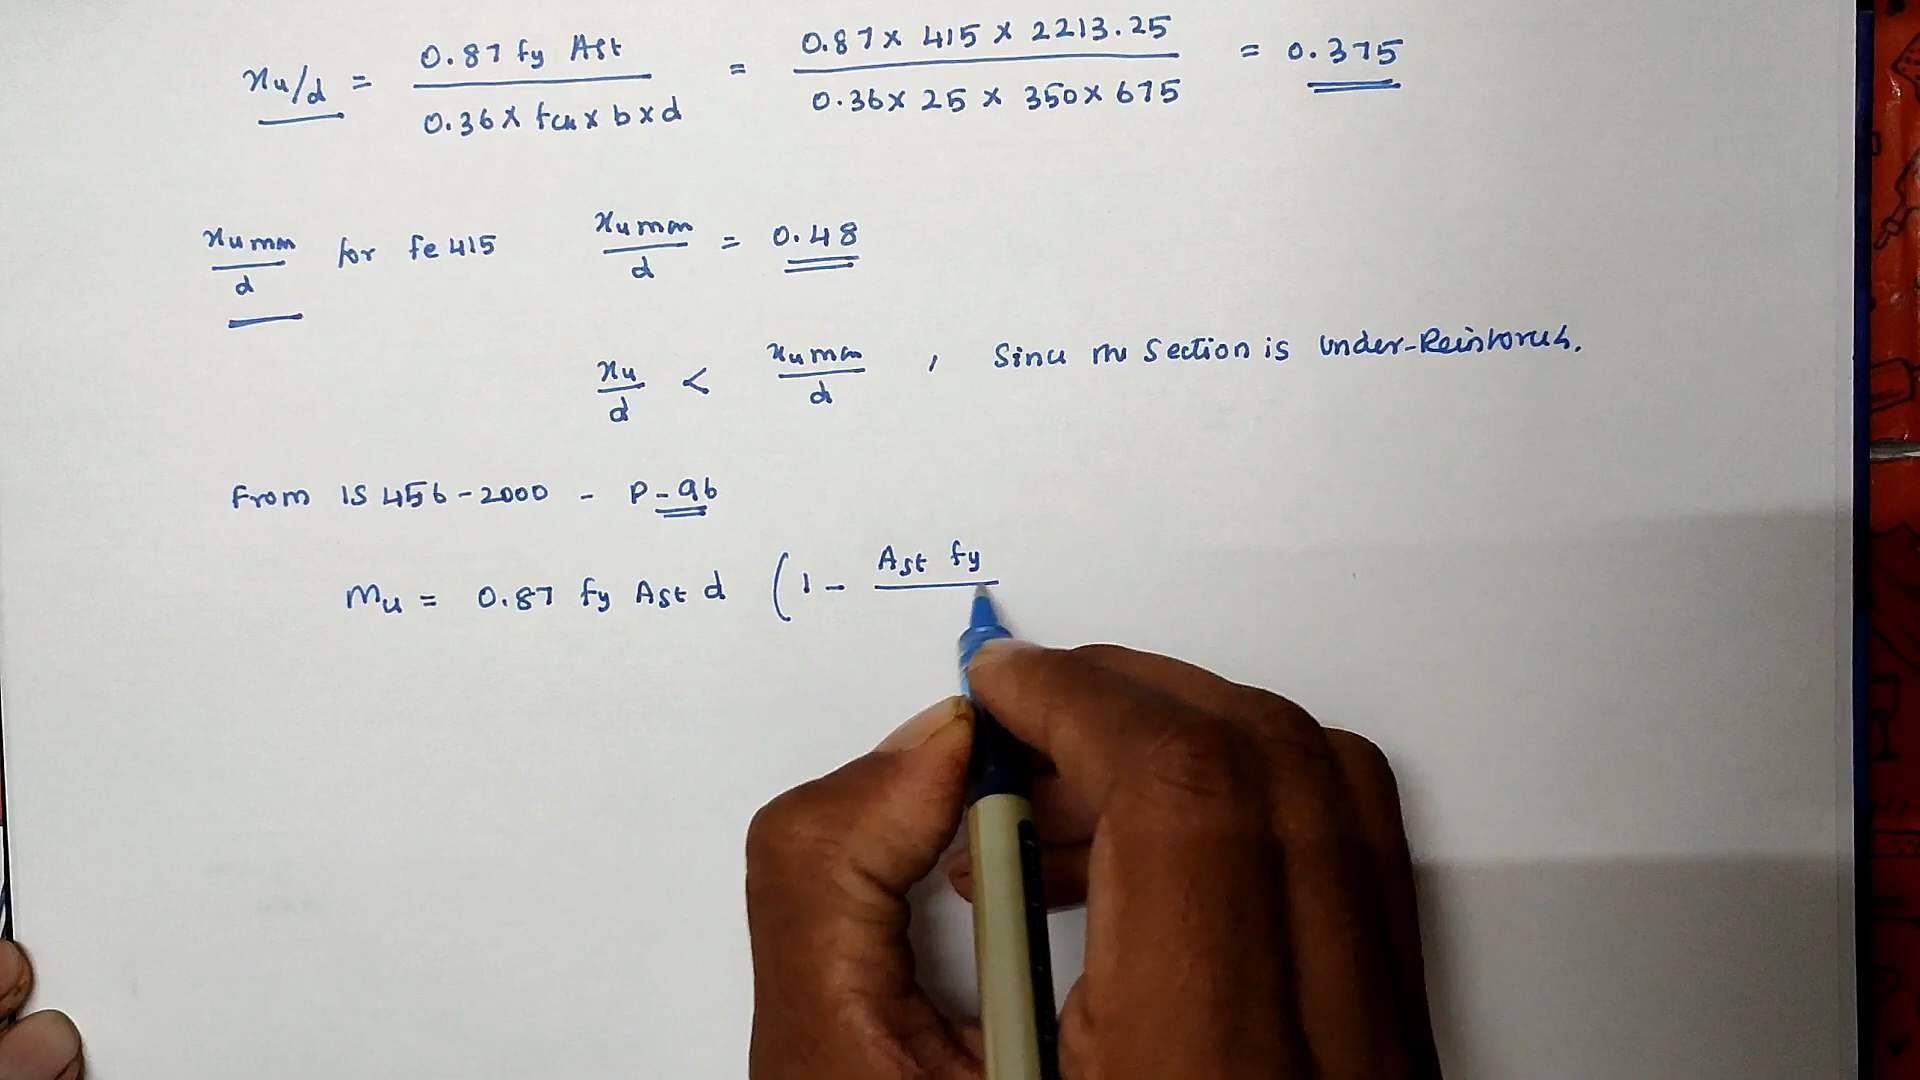 xu/d = 0.87 fy Ast / 0.36 x fck x b x d = 0.87 x 415 x 2213.25 / 0.36 x 25 x 350 x 675 = 0.375
xumax / d for fe 415 xumax / d = 0.48
xu / d < xumax / d , Since the Section is Under-Reinforced.
From IS 456-2000 - P-96
Mu = 0.87 fy Ast d (1 - Ast fy